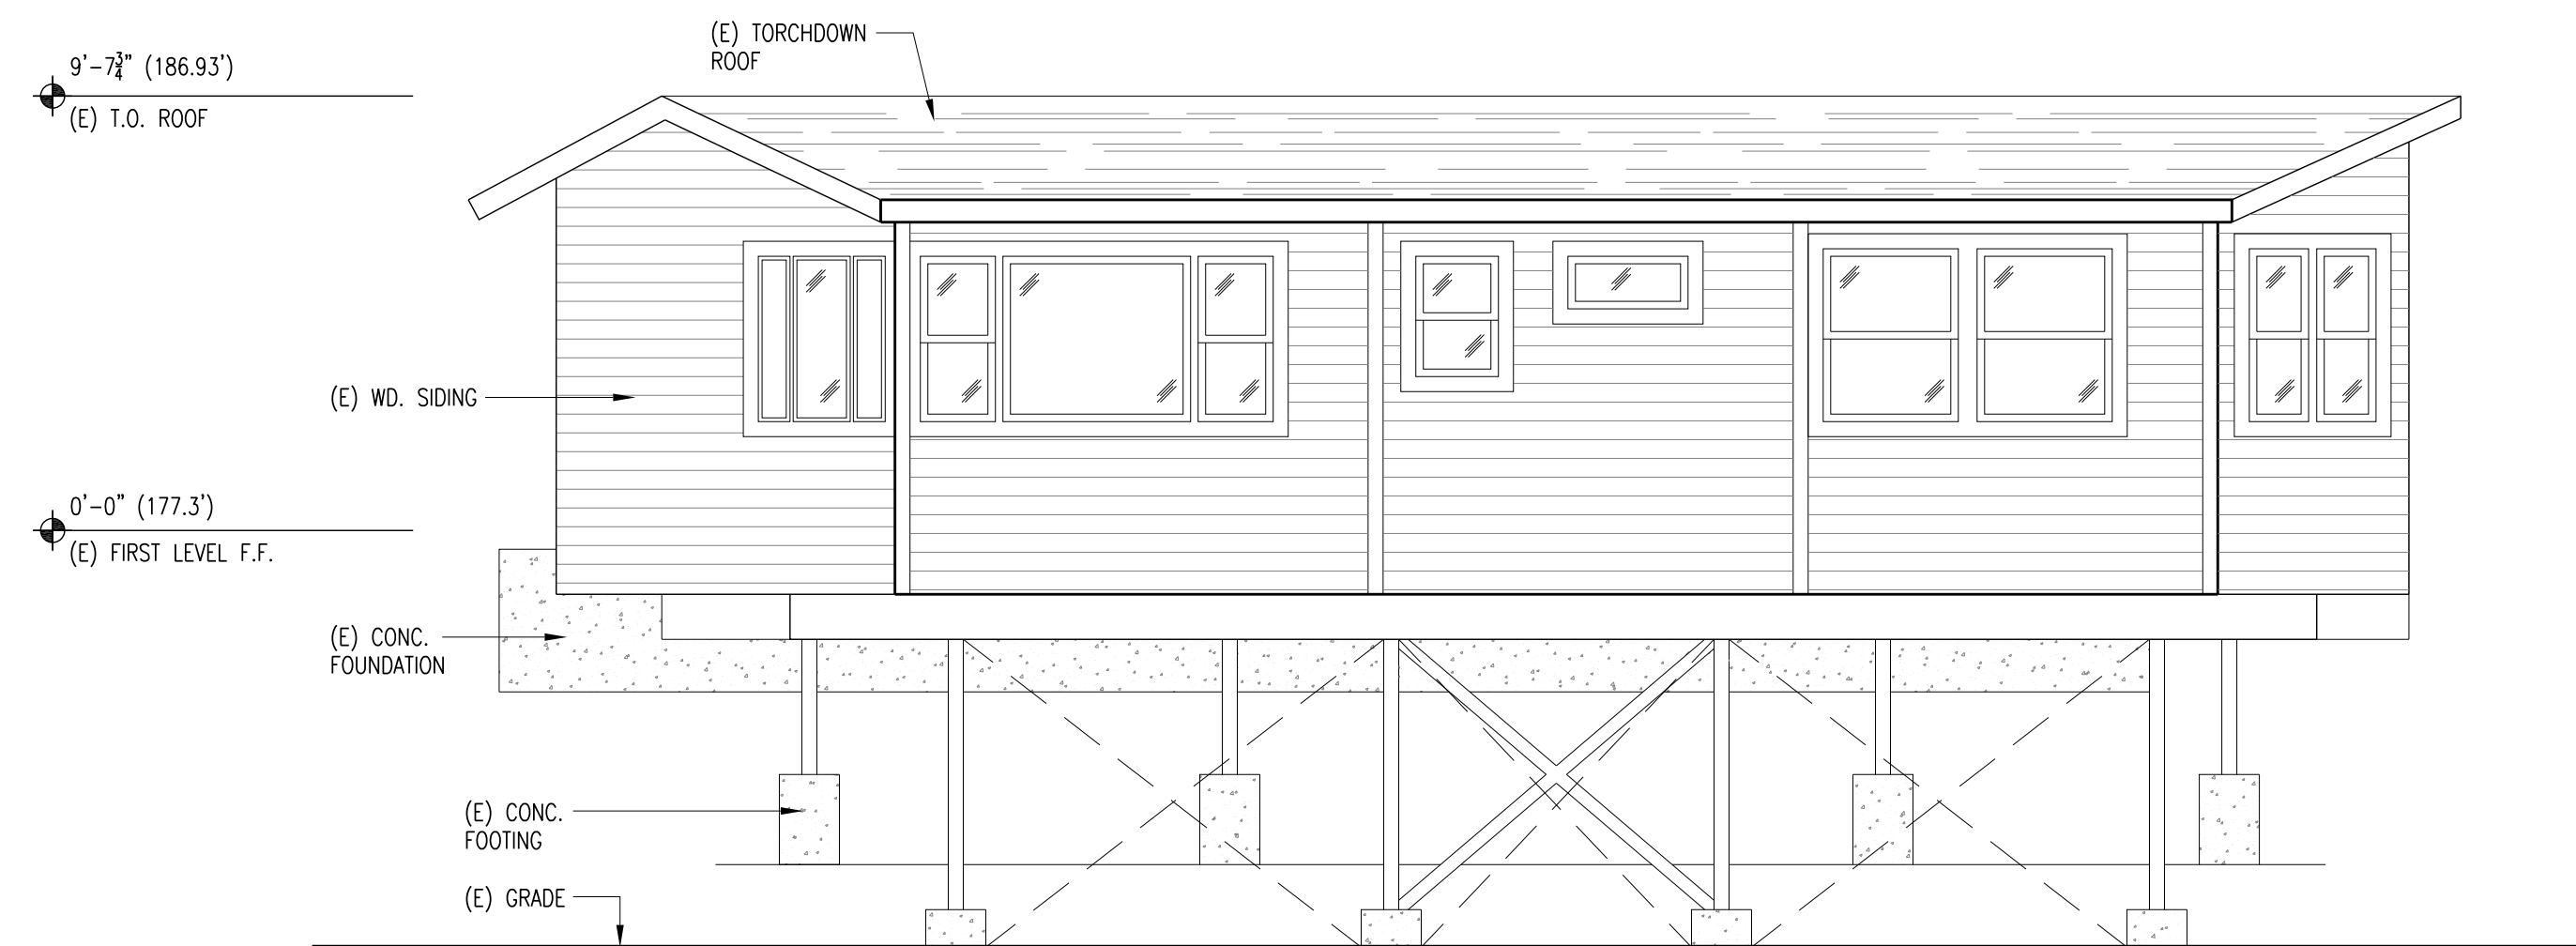 (E) TORCHDOWN
ROOF
9'-7¾" (186.93')
(E) T.O. ROOF
(E) WD. SIDING
0'-0" (177.3')
(E) FIRST LEVEL F.F.
(E) CONC.
FOUNDATION
(E) CONC.
FOOTING
(E) GRADE